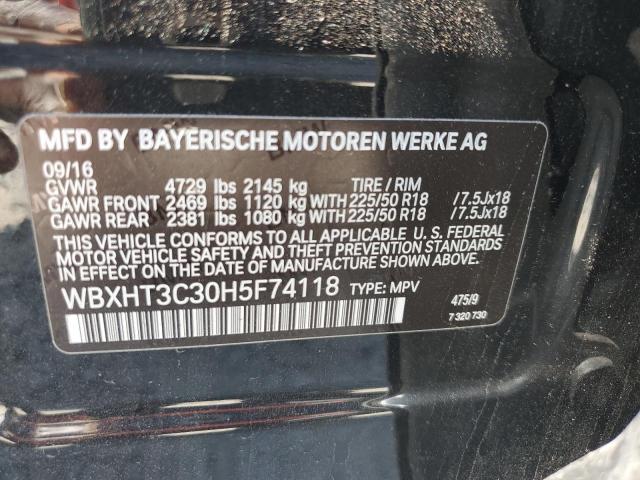 MFD BY BAYERISCHE MOTOREN WERKE AG
09/16
GVWR 4729 lbs 2145 kg TIRE / RIM
GAWR FRONT 2469 lbs 1120 kg WITH 225/50 R18 /7.5Jx18
GAWR REAR 2381 lbs 1080 kg WITH 225/50 R18 /7.5Jx18
THIS VEHICLE CONFORMS TO ALL APPLICABLE U. S. FEDERAL
MOTOR VEHICLE SAFETY AND THEFT PREVENTION STANDARDS
IN EFFECT ON THE DATE OF MANUFACTURE SHOWN ABOVE.
WBXHT3C30H5F74118 TYPE: MPV
475/9
7 320 730